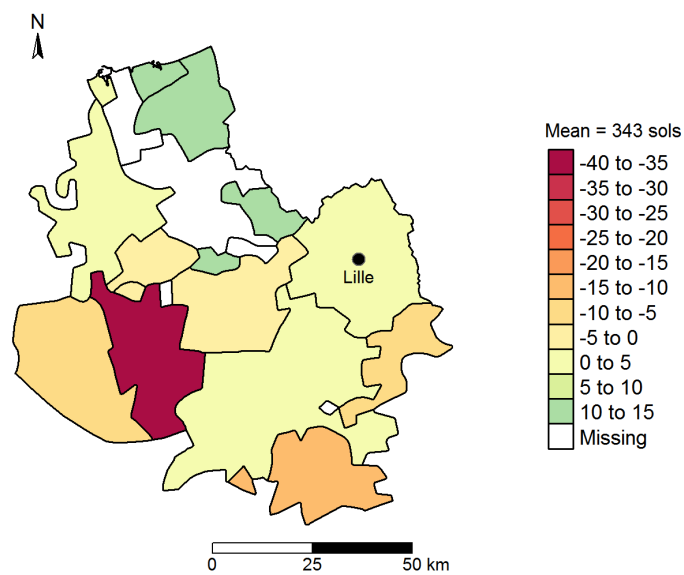 N
Lille
Mean = 343 sols
-40 to -35
-35 to -30
-30 to -25
-25 to -20
-20 to -15
-15 to -10
-10 to -5
-5 to 0
0 to 5
5 to 10
10 to 15
Missing
0 25 50 km